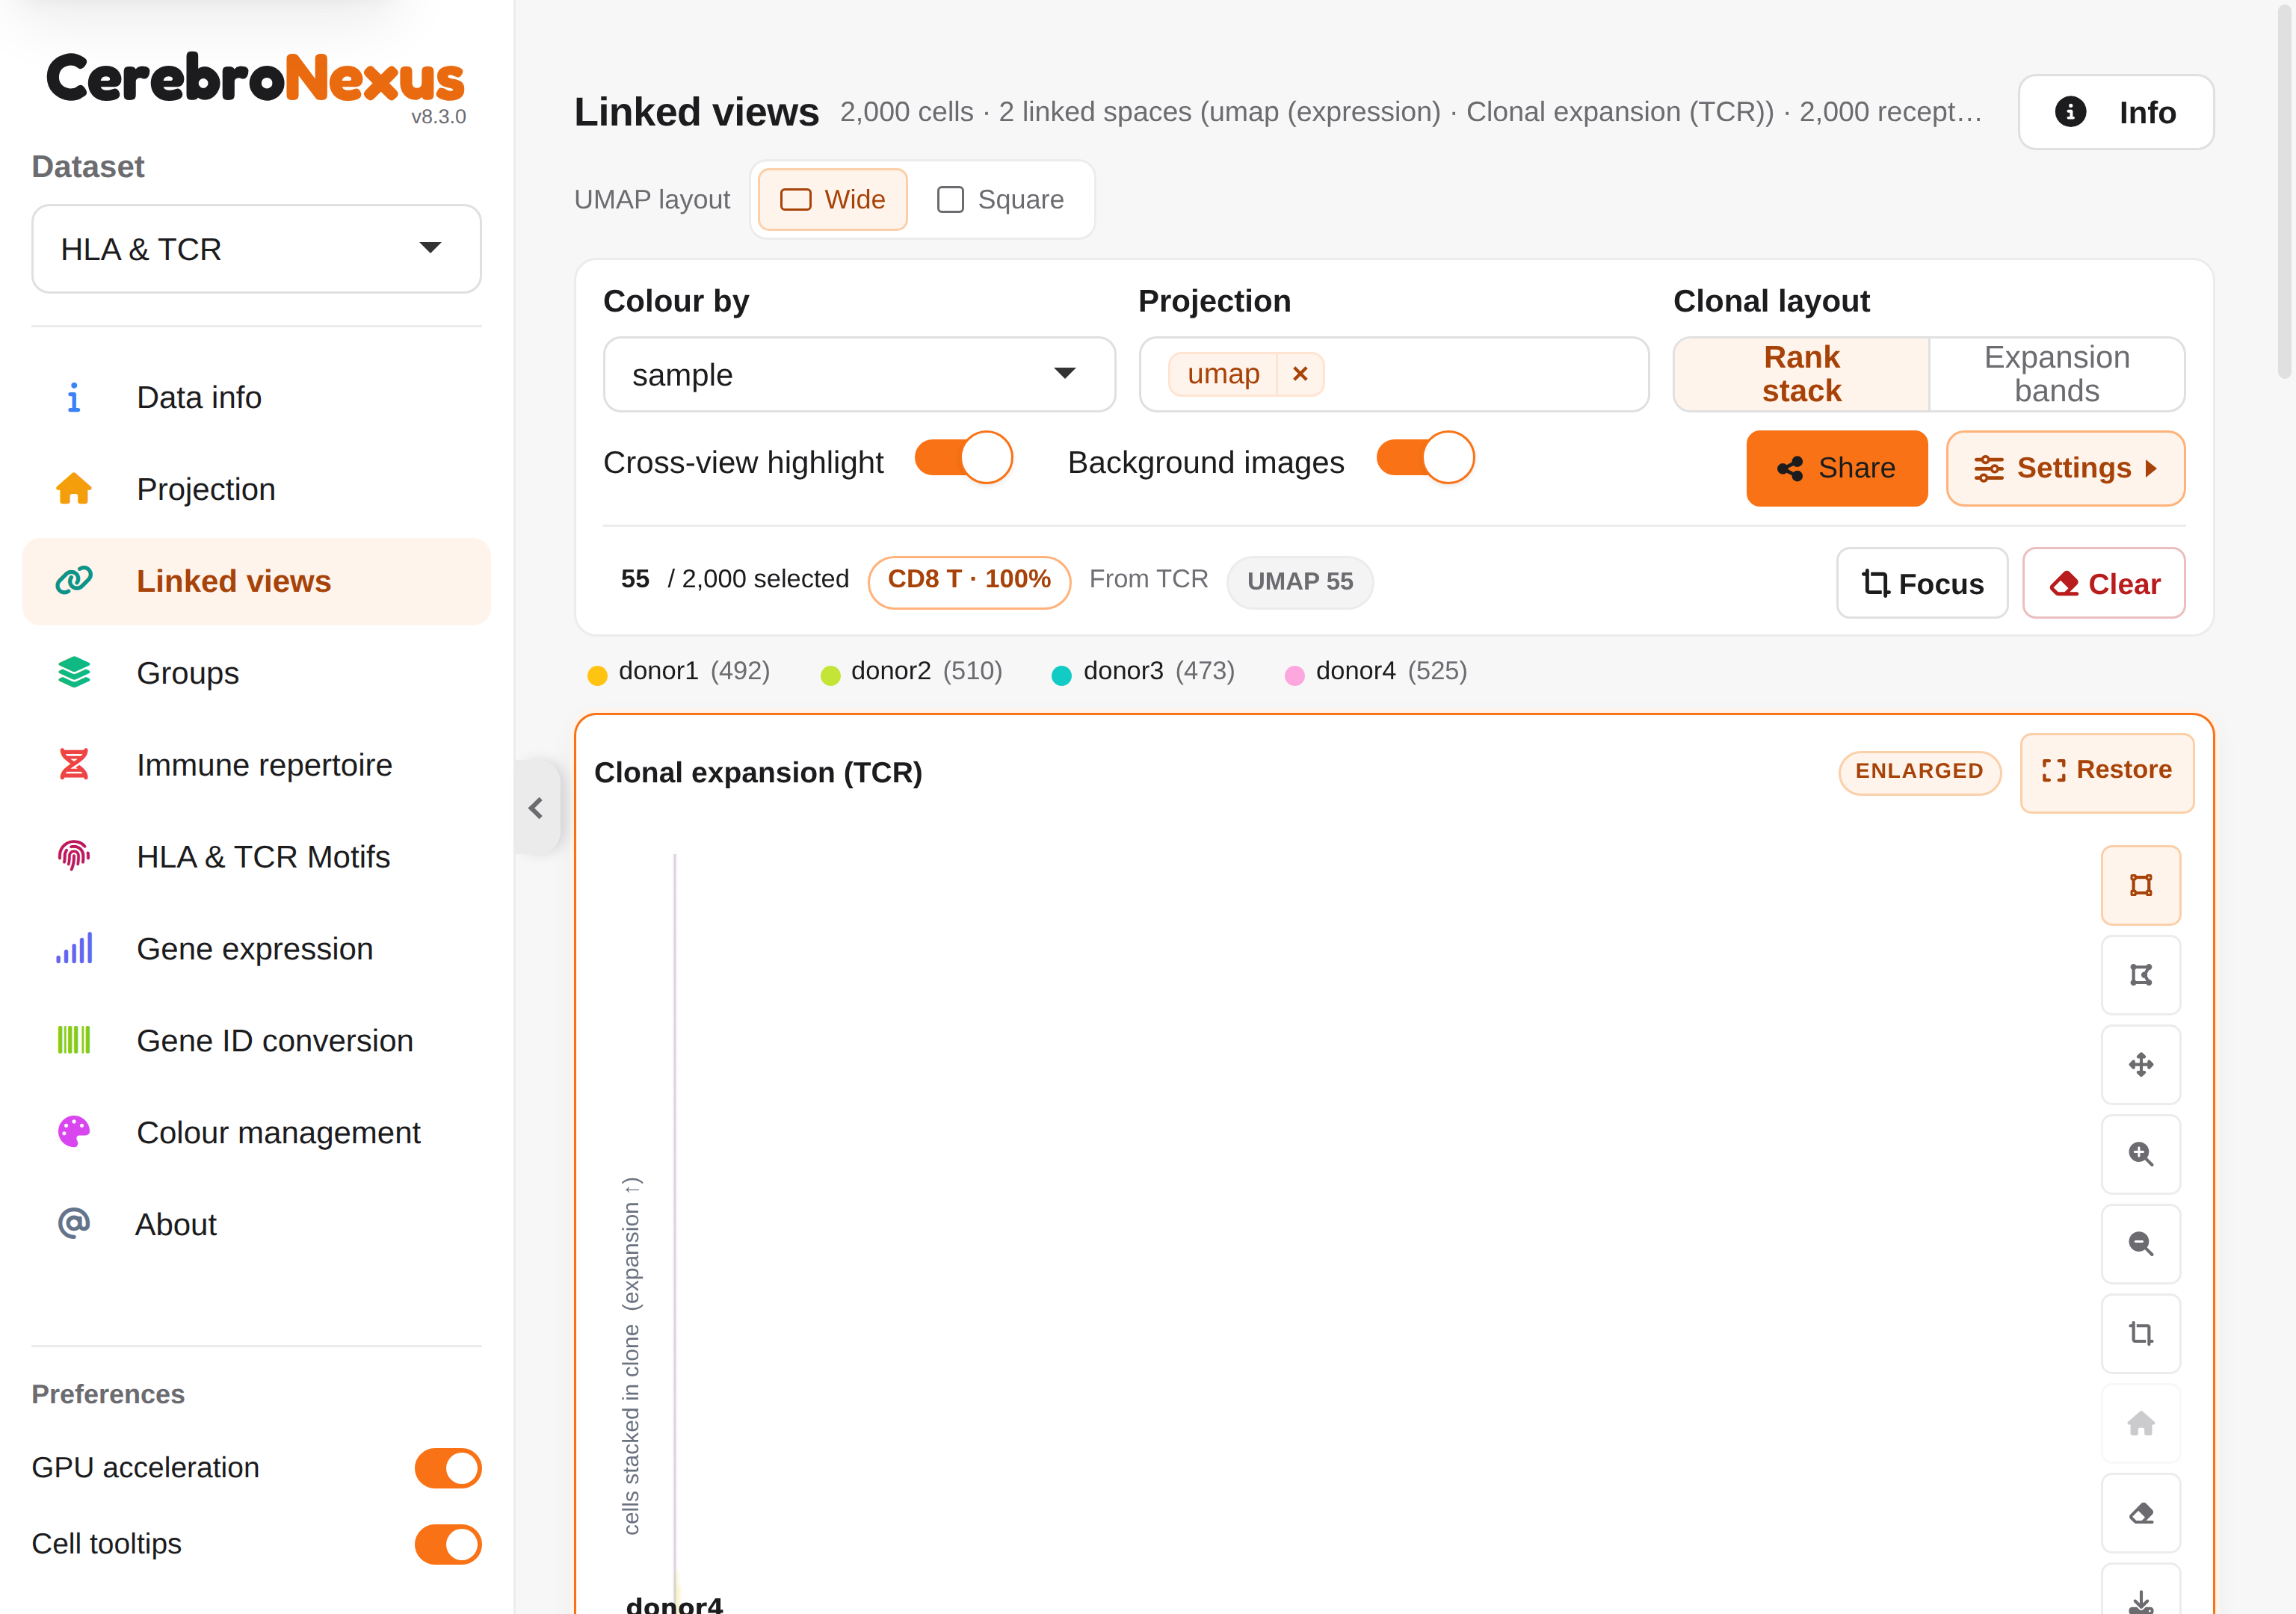 CerebroNexus
v8.3.0
Dataset
HLA & TCR
Data info
Projection
Linked views
Groups
Immune repertoire
HLA & TCR Motifs
Gene expression
Gene ID conversion
Colour management
About
Preferences
GPU acceleration
Cell tooltips
Linked views 2,000 cells · 2 linked spaces (umap (expression) · Clonal expansion (TCR)) · 2,000 recept…
Info
UMAP layout Wide Square
Colour by Projection Clonal layout
sample
umap ×
Rank stack
Expansion bands
Cross-view highlight Background images Share Settings
55 / 2,000 selected CD8 T · 100% From TCR UMAP 55 Focus Clear
donor1 (492) donor2 (510) donor3 (473) donor4 (525)
Clonal expansion (TCR) ENLARGED Restore
cells stacked in clone (expansion ↑)
donor4